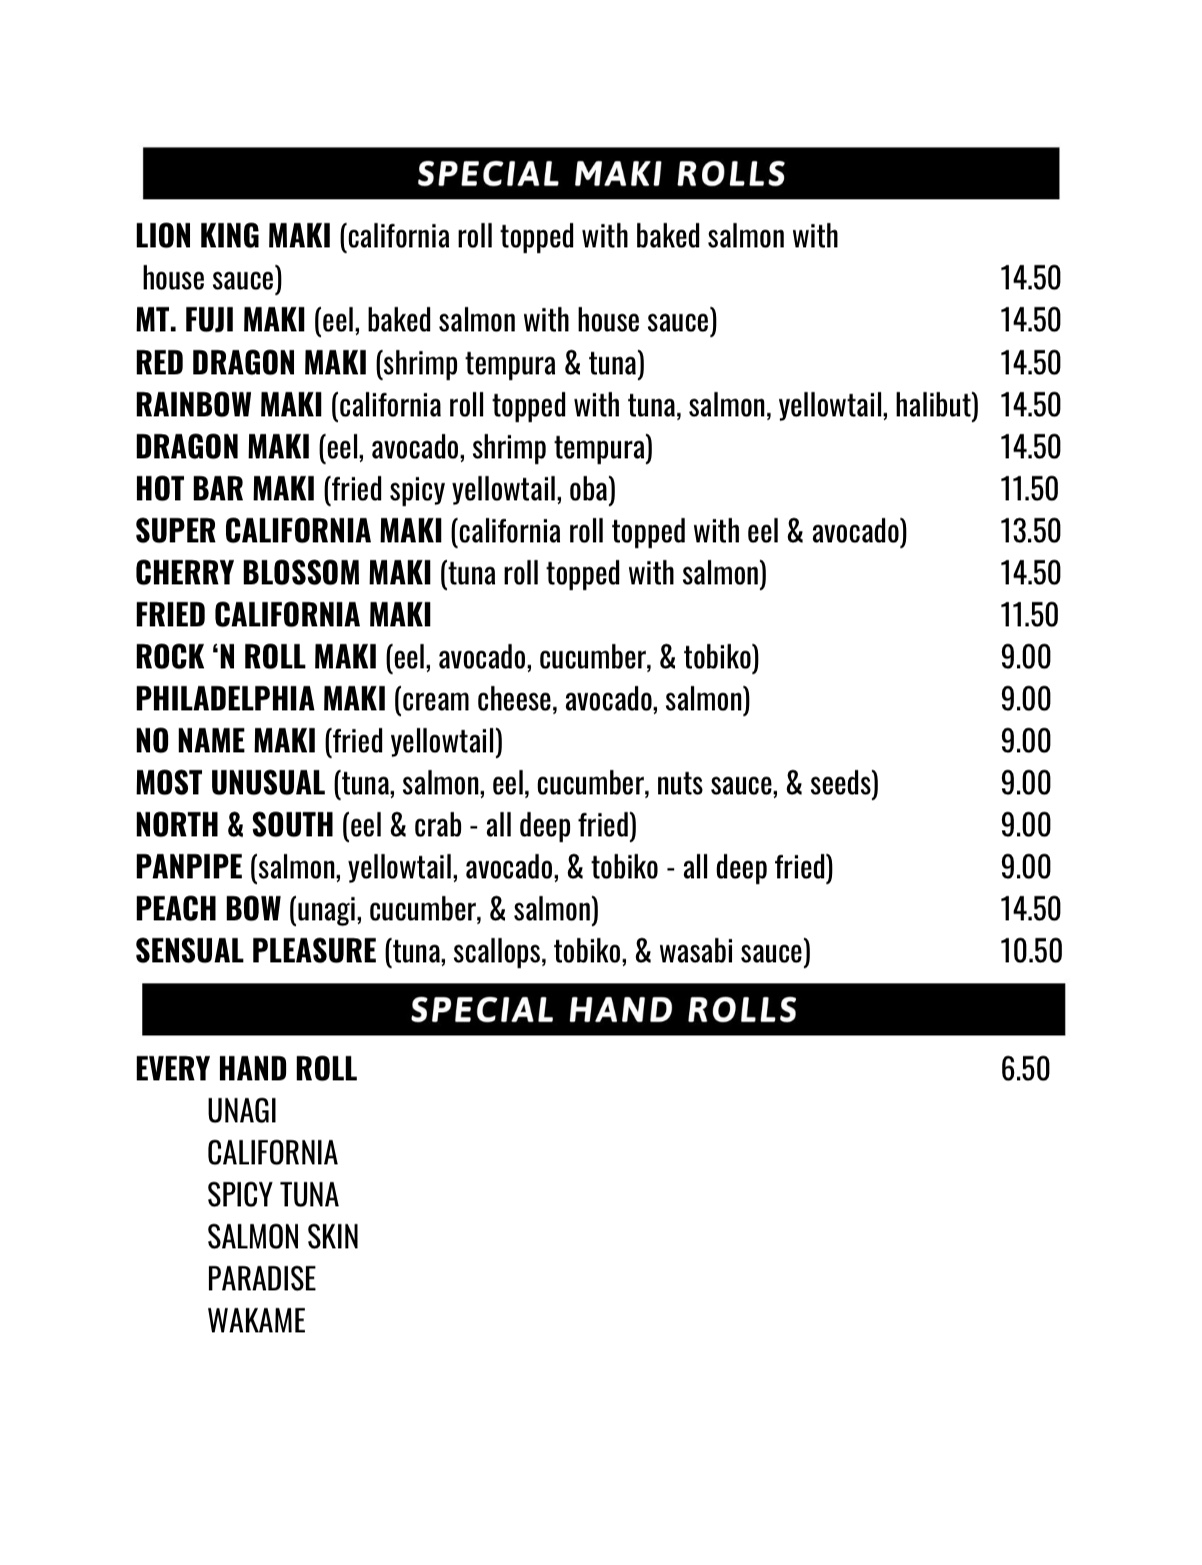 SPECIAL MAKI ROLLS
LION KING MAKI (california roll topped with baked salmon with
house sauce) 14.50
MT. FUJI MAKI (eel, baked salmon with house sauce) 14.50
RED DRAGON MAKI (shrimp tempura & tuna) 14.50
RAINBOW MAKI (california roll topped with tuna, salmon, yellowtail, halibut) 14.50
DRAGON MAKI (eel, avocado, shrimp tempura) 14.50
HOT BAR MAKI (fried spicy yellowtail, oba) 11.50
SUPER CALIFORNIA MAKI (california roll topped with eel & avocado) 13.50
CHERRY BLOSSOM MAKI (tuna roll topped with salmon) 14.50
FRIED CALIFORNIA MAKI 11.50
ROCK ‘N ROLL MAKI (eel, avocado, cucumber, & tobiko) 9.00
PHILADELPHIA MAKI (cream cheese, avocado, salmon) 9.00
NO NAME MAKI (fried yellowtail) 9.00
MOST UNUSUAL (tuna, salmon, eel, cucumber, nuts sauce, & seeds) 9.00
NORTH & SOUTH (eel & crab - all deep fried) 9.00
PANPIPE (salmon, yellowtail, avocado, & tobiko - all deep fried) 9.00
PEACH BOW (unagi, cucumber, & salmon) 14.50
SENSUAL PLEASURE (tuna, scallops, tobiko, & wasabi sauce) 10.50
SPECIAL HAND ROLLS
EVERY HAND ROLL 6.50
UNAGI
CALIFORNIA
SPICY TUNA
SALMON SKIN
PARADISE
WAKAME